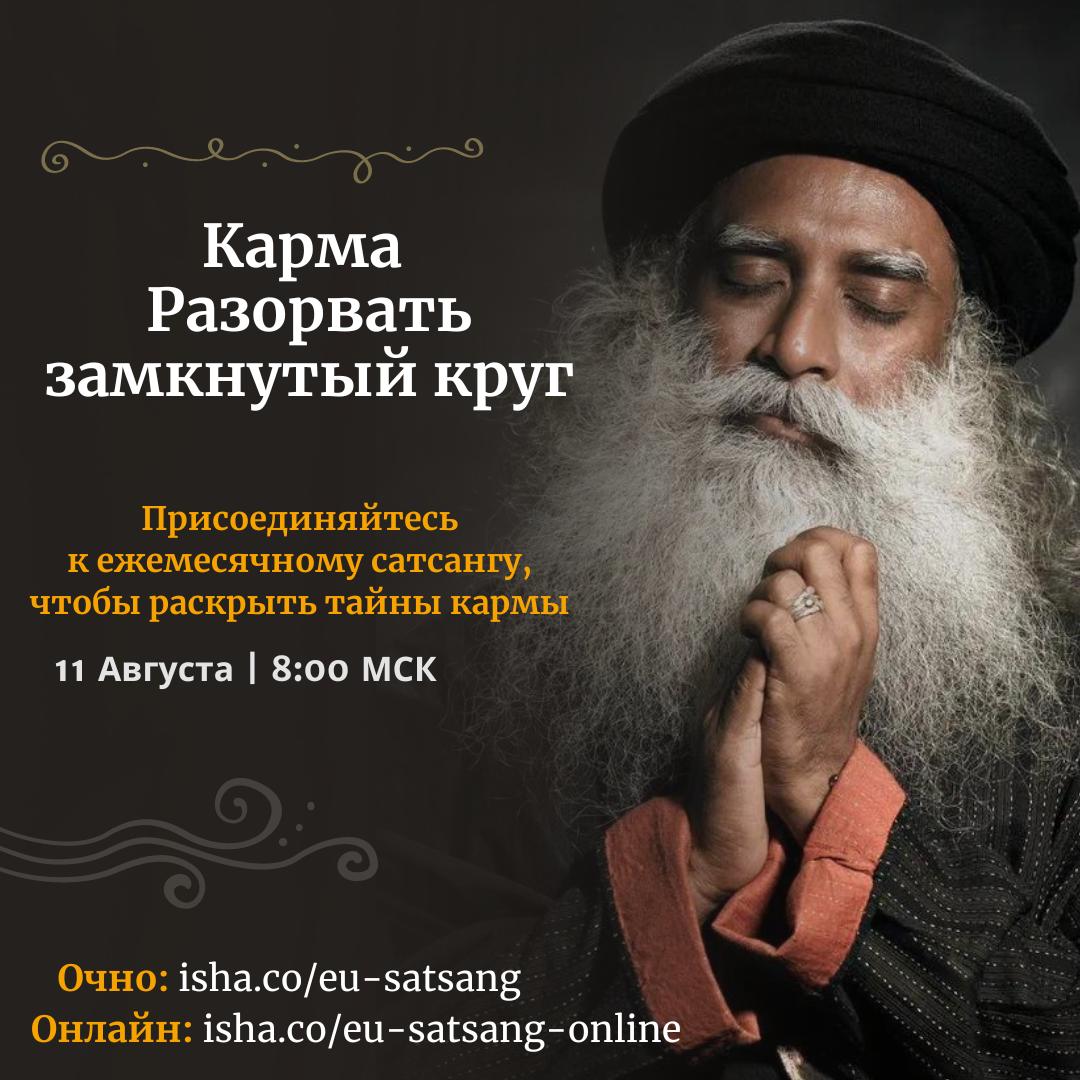 Карма
Разорвать
замкнутый круг
Присоединяйтесь
к ежемесячному сатсангу,
чтобы раскрыть тайны кармы
11 Августа | 8:00 МСК
Очно: isha.co/eu-satsang
Онлайн: isha.co/eu-satsang-online